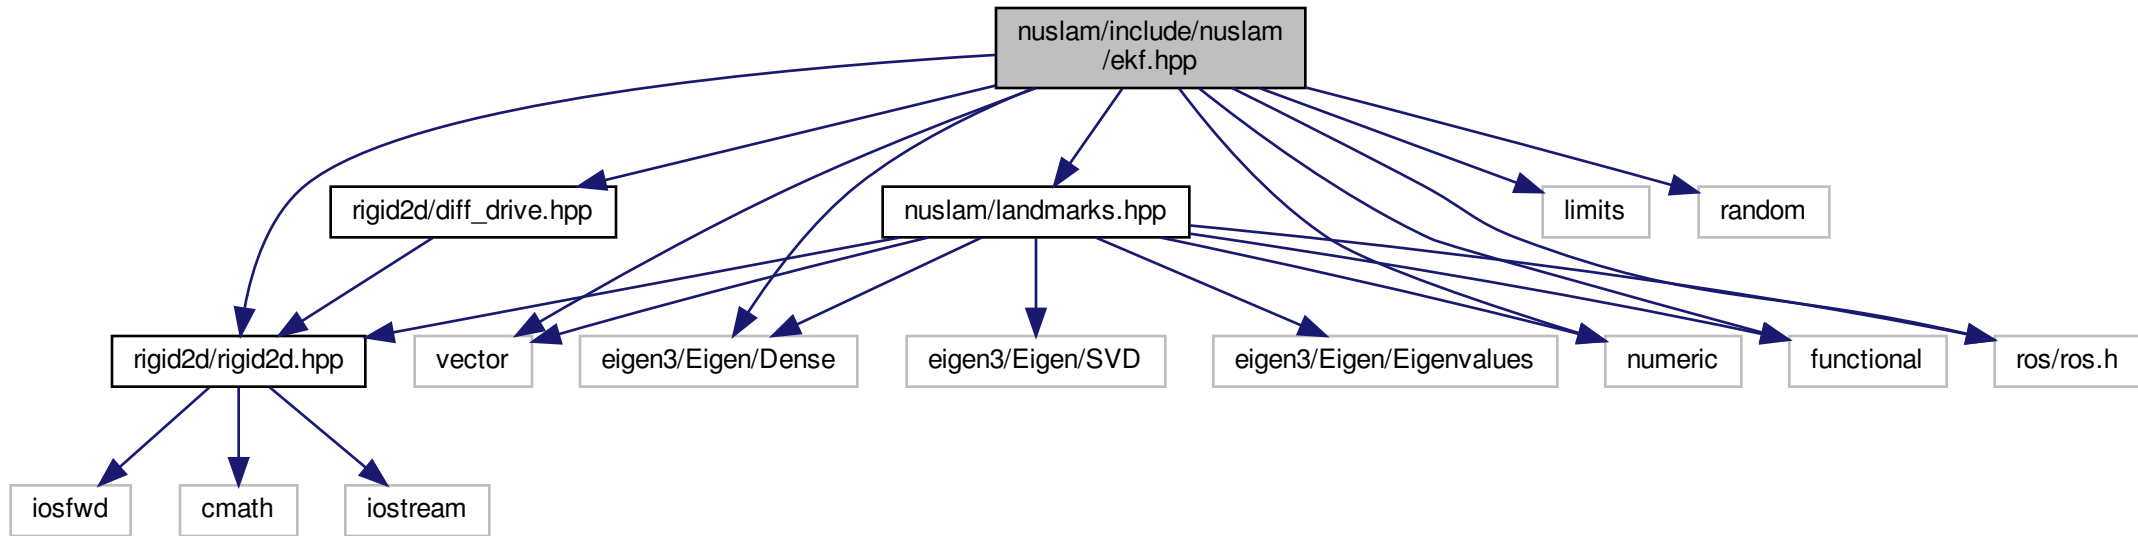 nuslam/include/nuslam
/ekf.hpp
rigid2d/diff_drive.hpp
nuslam/landmarks.hpp
limits
random
rigid2d/rigid2d.hpp
vector
eigen3/Eigen/Dense
eigen3/Eigen/SVD
eigen3/Eigen/Eigenvalues
numeric
functional
ros/ros.h
iosfwd
cmath
iostream